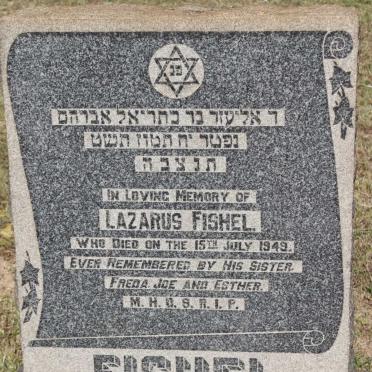 פנ
ר אליעזר בר כתריאל אברהם
נפטר יח תמוז תשט
ת נ צ ב ה
IN LOVING MEMORY OF
LAZARUS FISHEL.
WHO DIED ON THE 15TH JULY 1949.
EVER REMEMBERED BY HIS SISTER.
FREDA JOE AND ESTHER.
M. H. D. S. R. I. P.
FISHEL